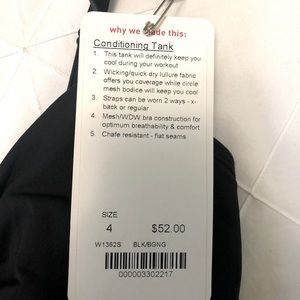 why we made this:
Conditioning Tank
1. This tank will definitely keep you
cool during your workout
2. Wicking/quick dry lullure fabric
offers you coverage while circle
mesh bodice will keep you cool
3. Straps can be worn 2 ways - x-
back or regular
4. Mesh/WDW bra construction for
optimum breathability & comfort
5. Chafe resistant - flat seams
SIZE
4 $52.00
W1362S BLK/BGNG
000003302217